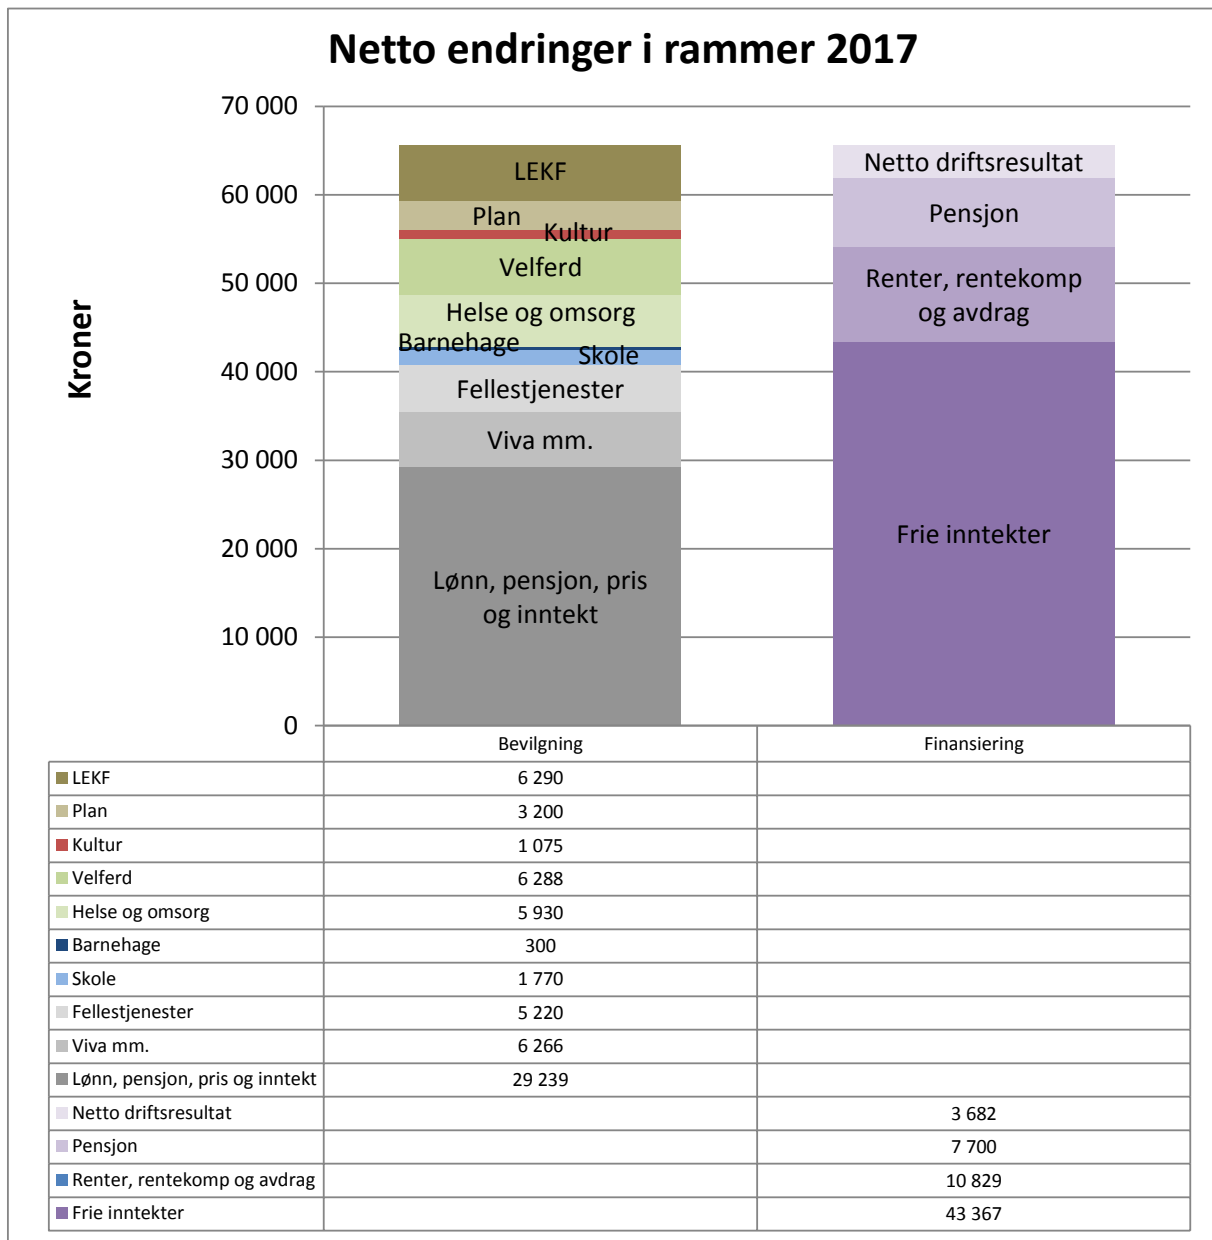 Netto endringer i rammer 2017
Kroner
70 000
60 000
50 000
40 000
30 000
20 000
10 000
0
LEKF
Plan
Kultur
Velferd
Helse og omsorg
Barnehage
Skole
Fellestjenester
Viva mm.
Lønn, pensjon, pris
og inntekt
Netto driftsresultat
Pensjon
Renter, rentekomp
og avdrag
Frie inntekter
Bevilgning Finansiering
LEKF 6 290
Plan 3 200
Kultur 1 075
Velferd 6 288
Helse og omsorg 5 930
Barnehage 300
Skole 1 770
Fellestjenester 5 220
Viva mm. 6 266
Lønn, pensjon, pris og inntekt 29 239
Netto driftsresultat 3 682
Pensjon 7 700
Renter, rentekomp og avdrag 10 829
Frie inntekter 43 367